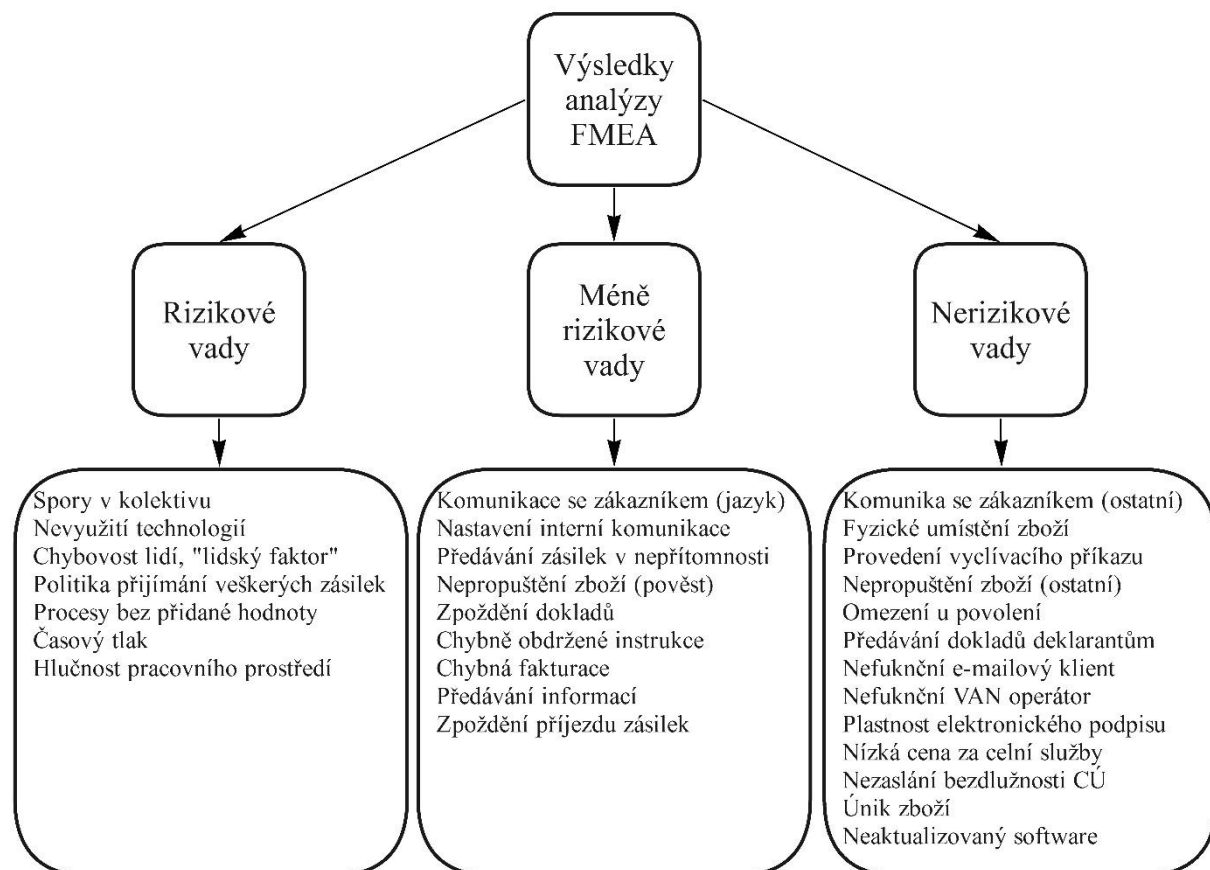 Výsledky
analýzy
FMEA
Rizikové
vady
Méně
rizikové
vady
Nerizikové
vady
Spory v kolektivu
Nevyužití technologií
Chybovost lidí, "lidský faktor"
Politika přijímání veškerých zásilek
Procesy bez přidané hodnoty
Časový tlak
Hlučnost pracovního prostředí
Komunikace se zákazníkem (jazyk)
Nastavení interní komunikace
Předávání zásilek v nepřítomnosti
Nepropuštění zboží (pověst)
Zpoždění dokladů
Chybně obdržené instrukce
Chybná fakturace
Předávání informací
Zpoždění příjezdu zásilek
Komunika se zákazníkem (ostatní)
Fyzické umístění zboží
Provedení vyclívacího příkazu
Nepropuštění zboží (ostatní)
Omezení u povolení
Předávání dokladů deklarantům
Nefuknční e-mailový klient
Nefuknční VAN operátor
Plastnost elektronického podpisu
Nízká cena za celní služby
Nezaslání bezdlužnosti CÚ
Únik zboží
Neaktualizovaný software